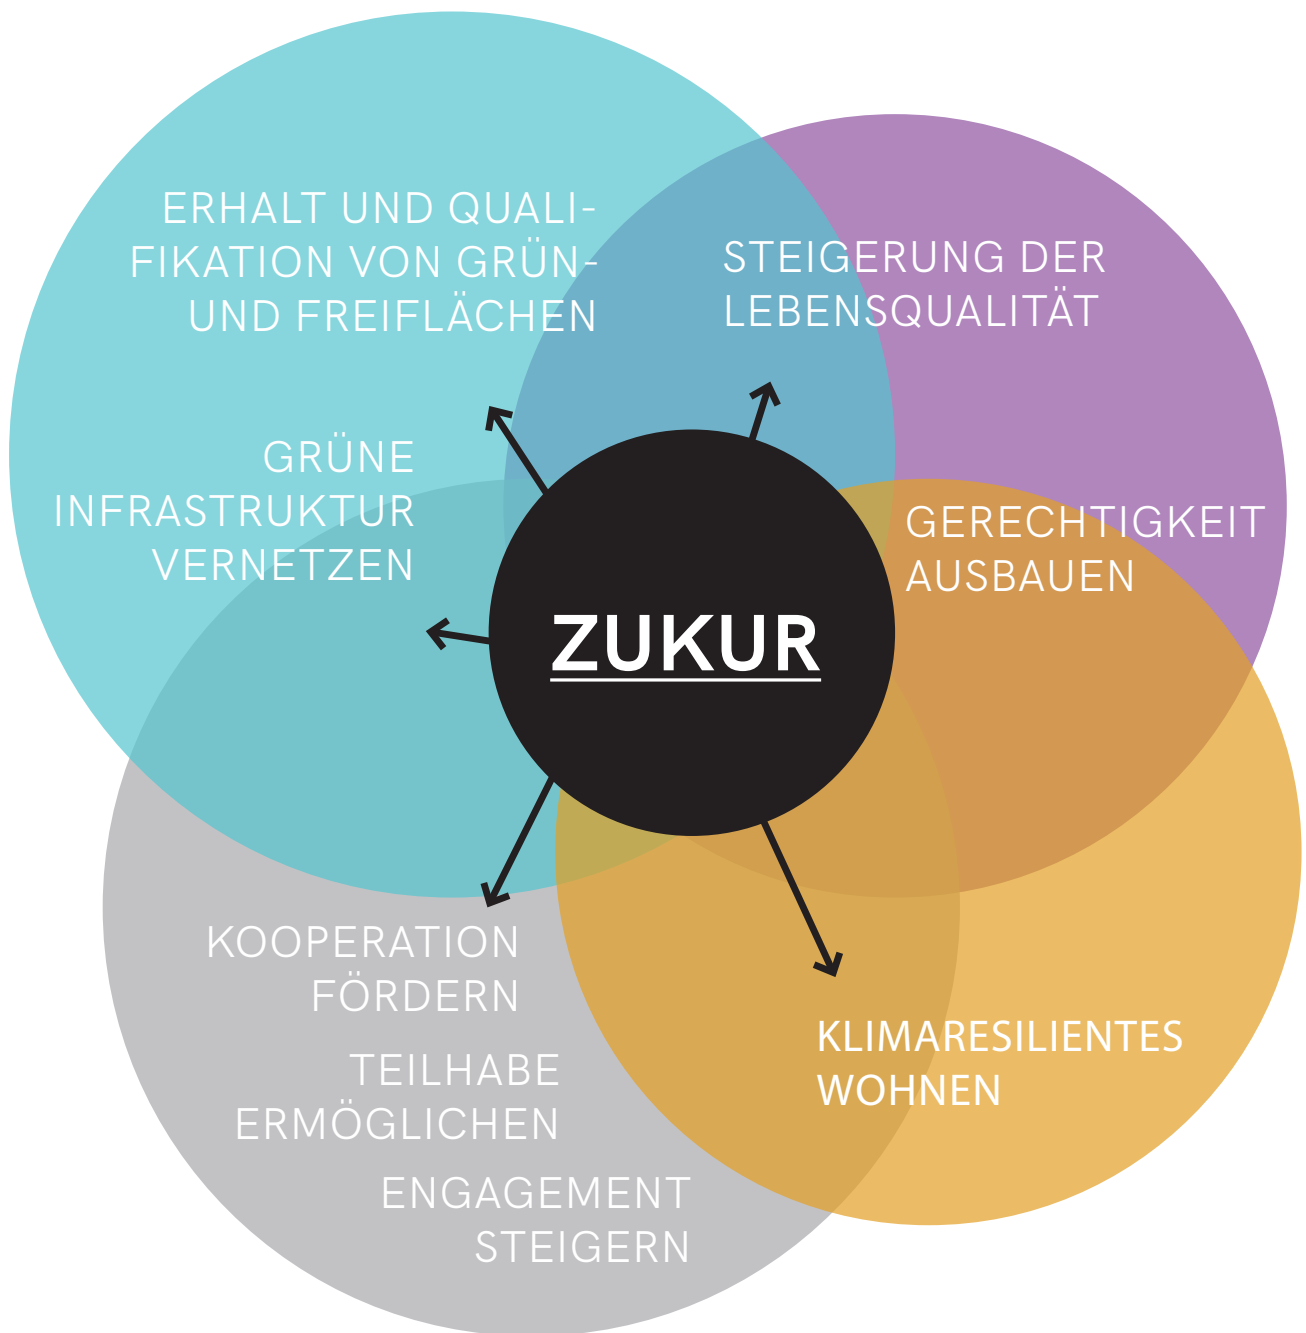 ERHALT UND QUALI-
FIKATION VON GRÜN-
UND FREIFLÄCHEN
STEIGERUNG DER
LEBENSQUALITÄT
GRÜNE
INFRASTRUKTUR
VERNETZEN
GERECHTIGKEIT
AUSBAUEN
ZUKUR
KOOPERATION
FÖRDERN
TEILHABE
ERMÖGLICHEN
ENGAGEMENT
STEIGERN
KLIMARESILIENTES
WOHNEN